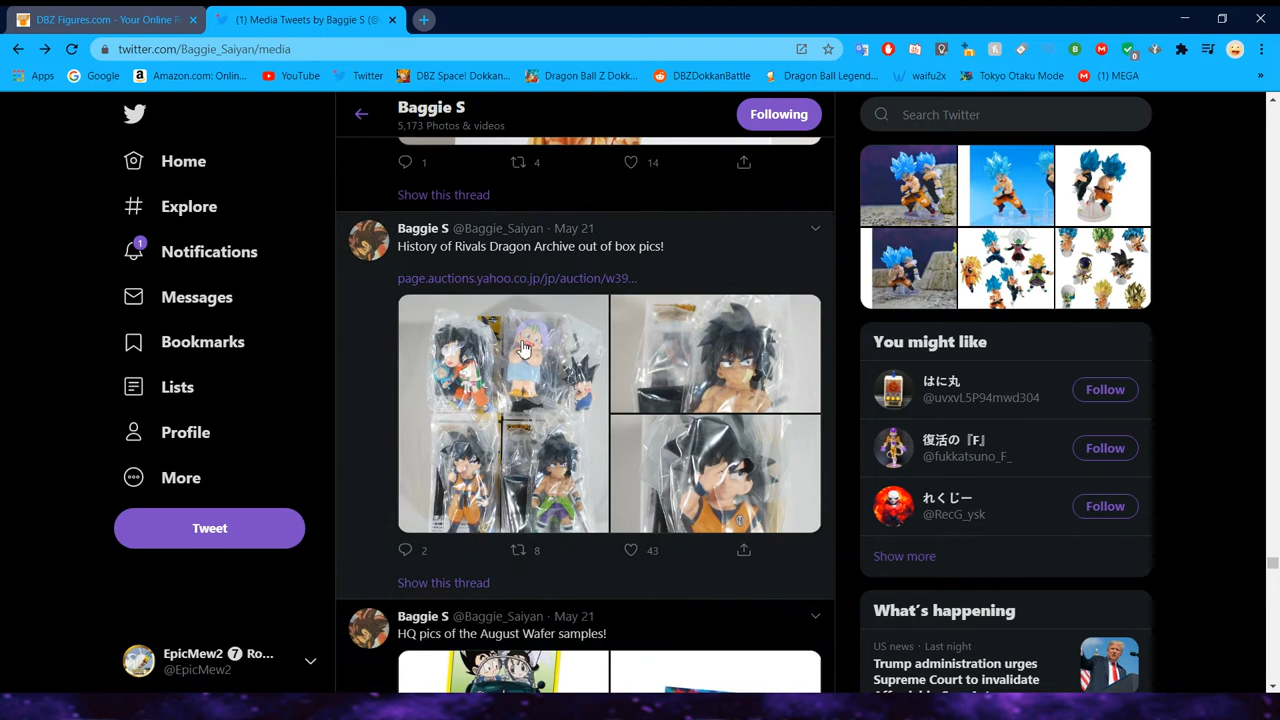 DBZ Figures.com - Your Online R
(1) Media Tweets by Baggie S (@
twitter.com/Baggie_Saiyan/media
Apps
Google
Amazon.com: Onlin...
YouTube
Twitter
DBZ Space! Dokkan...
Dragon Ball Z Dokk...
DBZDokkanBattle
Dragon Ball Legend...
waifu2x
Tokyo Otaku Mode
(1) MEGA
Home
Explore
1
Notifications
Messages
Bookmarks
Lists
Profile
More
Tweet
EpicMew2 7 Ro...
@EpicMew2
Baggie S
5,173 Photos & videos
Following
1
4
14
Show this thread
Baggie S @Baggie_Saiyan · May 21
History of Rivals Dragon Archive out of box pics!
page.auctions.yahoo.co.jp/jp/auction/w39...
2
8
43
Show this thread
Baggie S @Baggie_Saiyan · May 21
HQ pics of the August Wafer samples!
Search Twitter
You might like
はに丸
@uvxvL5P94mwd304
Follow
復活の『F』
@fukkatsuno_F_
Follow
れくじー
@RecG_ysk
Follow
Show more
What's happening
US news · Last night
Trump administration urges
Supreme Court to invalidate